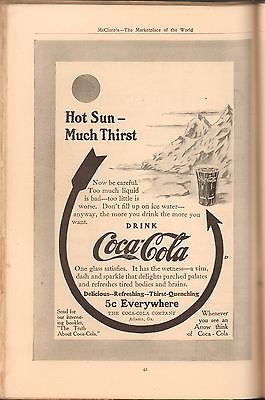 McClure's—The Marketplace of the World
Hot Sun—
Much Thirst
Now be careful.
Too much liquid
is bad—too little is
worse. Don't fill up on ice water—
anyway, the more you drink the more you
want.
DRINK
Coca-Cola
One glass satisfies. It has the wetness—a vim,
dash and sparkle that delights parched palates
and refreshes tired bodies and brains.
Delicious—Refreshing—Thirst-Quenching
5c Everywhere
THE COCA-COLA COMPANY
Atlanta, Ga.
Send for
our interest-
ing booklet,
"The Truth
About Coca-Cola."
Whenever
you see an
Arrow think
of Coca-Cola
41